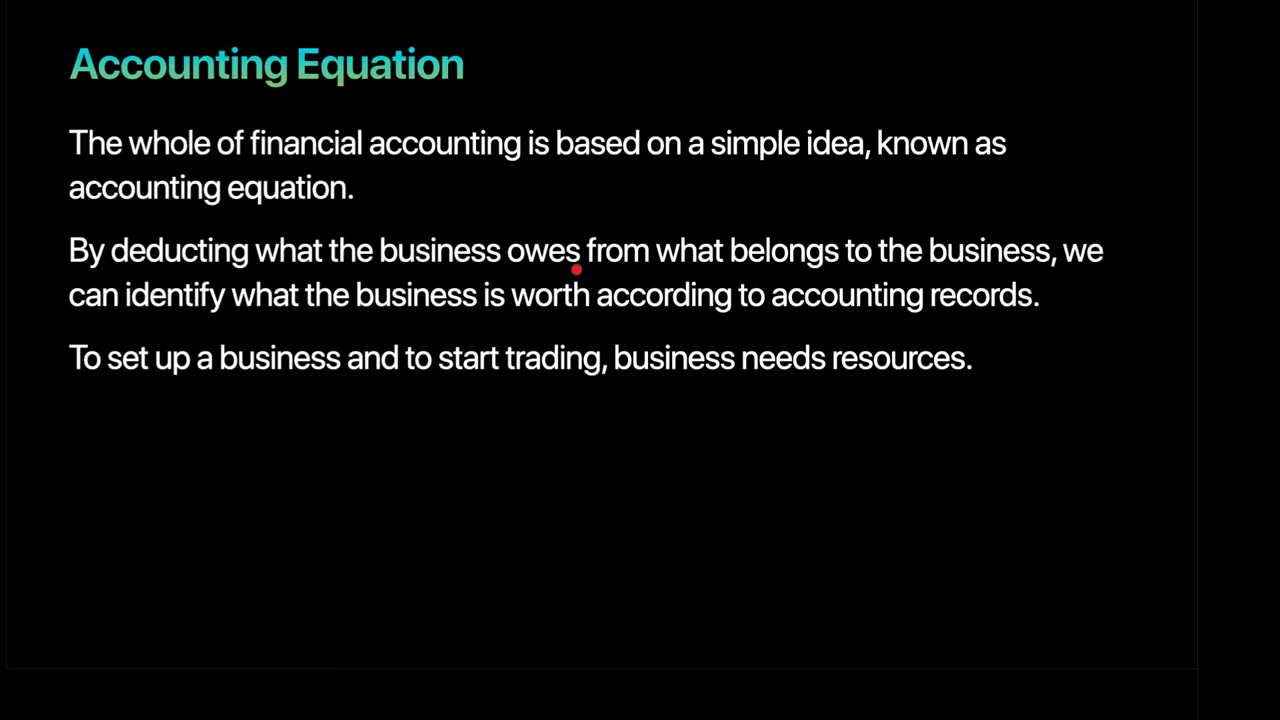 Accounting Equation
The whole of financial accounting is based on a simple idea, known as
accounting equation.
By deducting what the business owes from what belongs to the business, we
can identify what the business is worth according to accounting records.
To set up a business and to start trading, business needs resources.